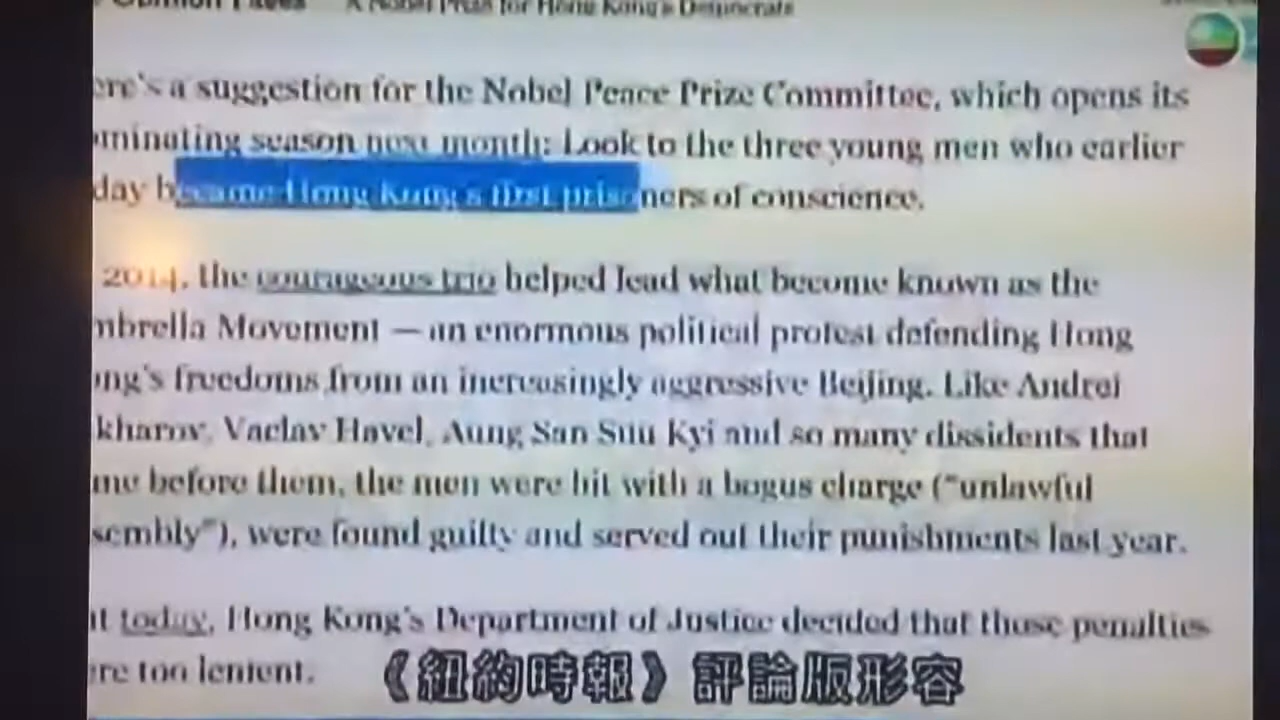 A Nobel Prize for Hong Kong's Democrats
ere's a suggestion for the Nobel Peace Prize Committee, which opens its
minating season next month: Look to the three young men who earlier
day became Hong Kong's first prisoners of conscience.
2014, the courageous trio helped lead what become known as the
mbrella Movement — an enormous political protest defending Hong
ong's freedoms from an increasingly aggressive Beijing. Like Andrei
kharov, Vaclav Havel, Aung San Suu Kyi and so many dissidents that
me before them, the men were hit with a bogus charge ("unlawful
sembly"), were found guilty and served out their punishments last year.
ut today, Hong Kong's Department of Justice decided that those penalties
ere too lenient.
《紐約時報》評論版形容